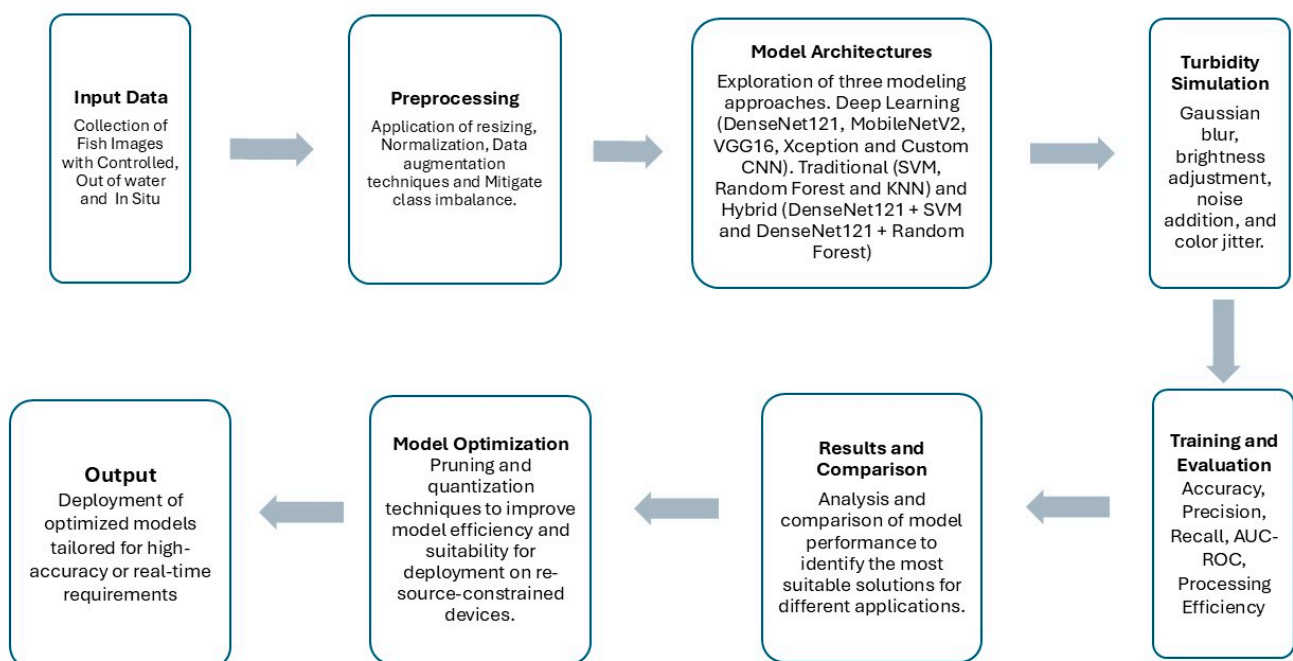 Input Data
Collection of
Fish Images
with Controlled,
Out of water
and In Situ
Preprocessing
Application of resizing,
Normalization, Data
augmentation
techniques and Mitigate
class imbalance.
Model Architectures
Exploration of three modeling
approaches. Deep Learning
(DenseNet121, MobileNetV2,
VGG16, Xception and Custom
CNN). Traditional (SVM,
Random Forest and KNN) and
Hybrid (DenseNet121 + SVM
and DenseNet121 + Random
Forest)
Turbidity
Simulation
Gaussian
blur,
brightness
adjustment,
noise
addition, and
color jitter.
Training and
Evaluation
Accuracy,
Precision,
Recall, AUC-
ROC,
Processing
Efficiency
Results and
Comparison
Analysis and
comparison of model
performance to
identify the most
suitable solutions for
different applications.
Model Optimization
Pruning and
quantization
techniques to improve
model efficiency and
suitability for
deployment on re-
source-constrained
devices.
Output
Deployment of
optimized models
tailored for high-
accuracy or real-time
requirements